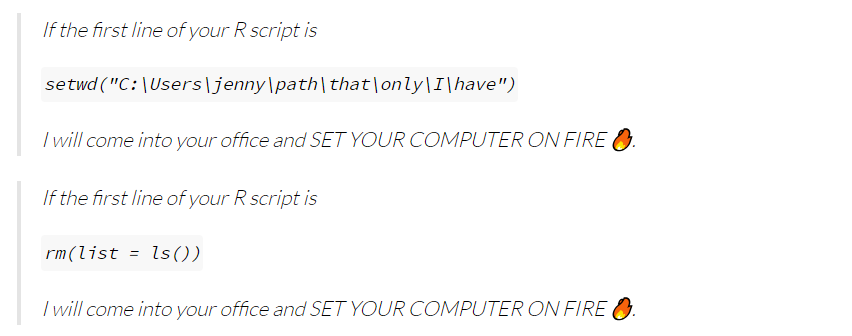 If the first line of your R script is
setwd("C:\Users\jenny\path\that\only\I\have")
I will come into your office and SET YOUR COMPUTER ON FIRE 🔥.
If the first line of your R script is
rm(list = ls())
I will come into your office and SET YOUR COMPUTER ON FIRE 🔥.